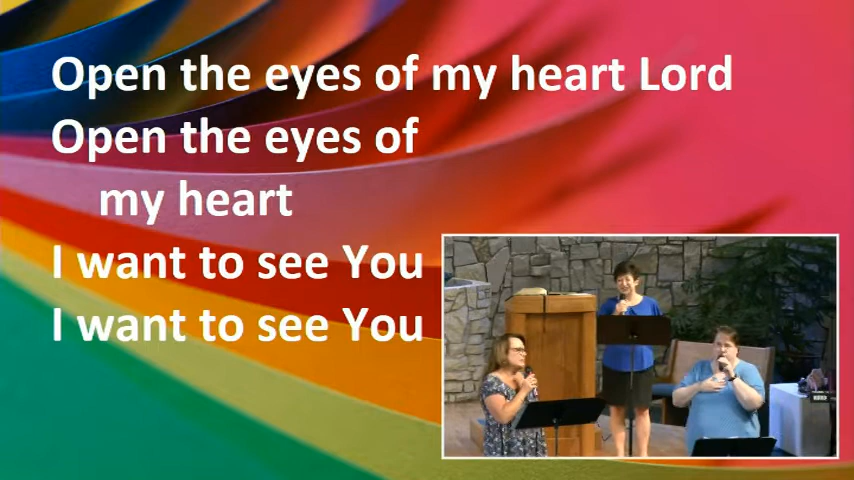 Open the eyes of my heart Lord
Open the eyes of
my heart
I want to see You
I want to see You